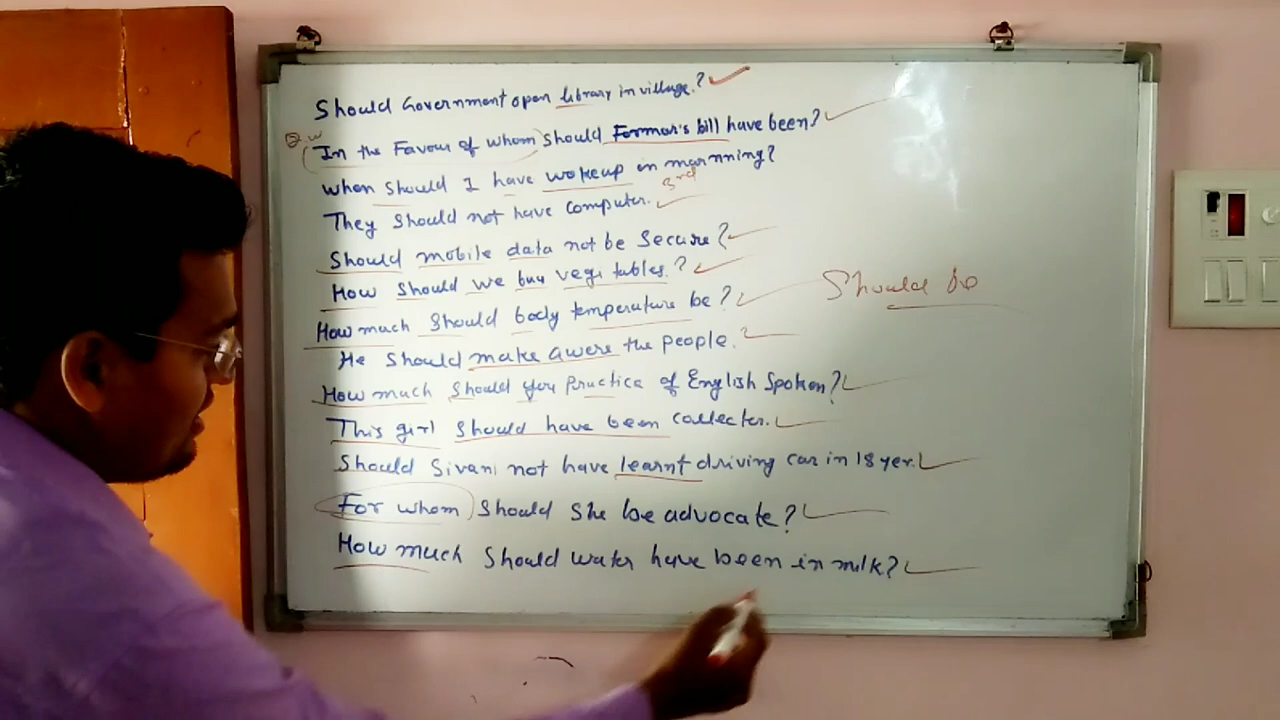 Should Government open library in village.?
Q.w
In the Favour of whom should Formar's bill have been?
when should I have wokeup in marnning?
3rd
They should not have computer.
Should mobile data not be secure?
How should we buy vegitables.?
Should be
How much should body temperature be?
He should make awere the people.
How much should you practice of English spoken?
This girl should have been collecter.
Should Sivani not have learnt driving car in 18 yer.
For whom should she be advocate?
How much should water have been in milk?